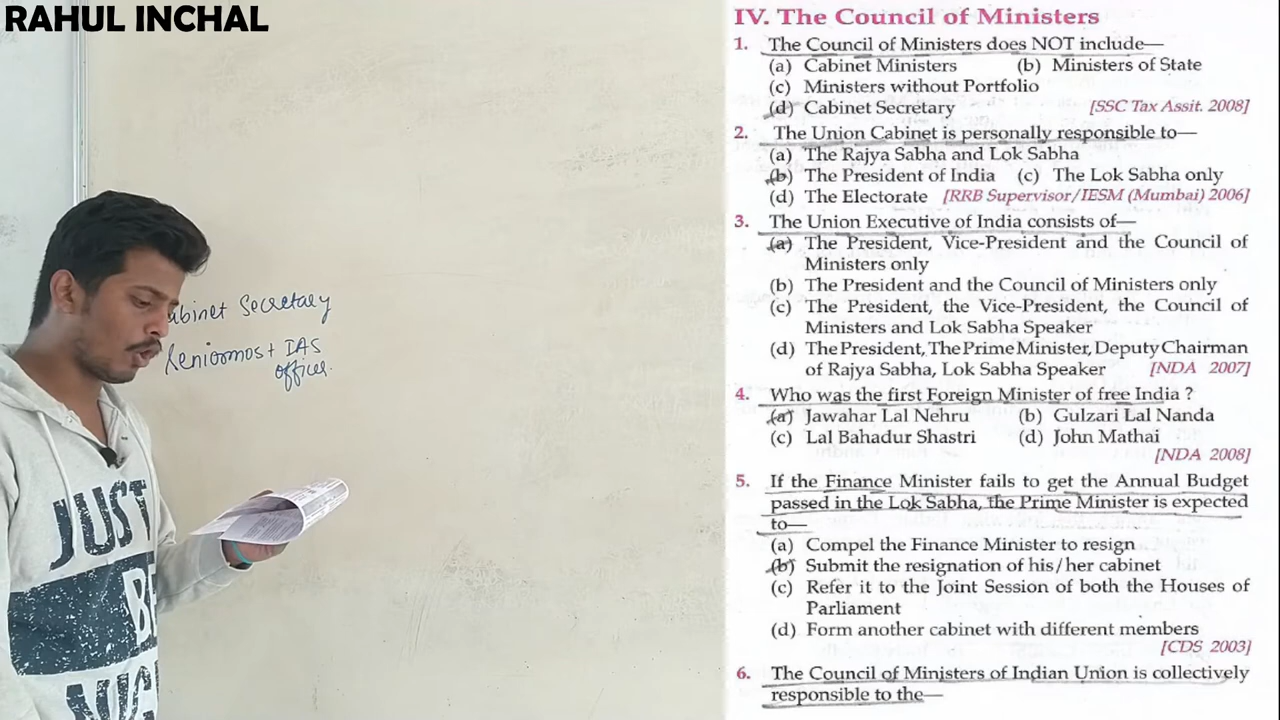 RAHUL INCHAL
abinet Secretary
Seniormost IAS
officer.
JUST
BE
NICE
IV. The Council of Ministers
1. The Council of Ministers does NOT include—
(a) Cabinet Ministers (b) Ministers of State
(c) Ministers without Portfolio
(d) Cabinet Secretary [SSC Tax Assit. 2008]
2. The Union Cabinet is personally responsible to—
(a) The Rajya Sabha and Lok Sabha
(b) The President of India (c) The Lok Sabha only
(d) The Electorate [RRB Supervisor/IESM (Mumbai) 2006]
3. The Union Executive of India consists of—
(a) The President, Vice-President and the Council of
Ministers only
(b) The President and the Council of Ministers only
(c) The President, the Vice-President, the Council of
Ministers and Lok Sabha Speaker
(d) The President, The Prime Minister, Deputy Chairman
of Rajya Sabha, Lok Sabha Speaker [NDA 2007]
4. Who was the first Foreign Minister of free India ?
(a) Jawahar Lal Nehru (b) Gulzari Lal Nanda
(c) Lal Bahadur Shastri (d) John Mathai
[NDA 2008]
5. If the Finance Minister fails to get the Annual Budget
passed in the Lok Sabha, the Prime Minister is expected
to—
(a) Compel the Finance Minister to resign
(b) Submit the resignation of his/her cabinet
(c) Refer it to the Joint Session of both the Houses of
Parliament
(d) Form another cabinet with different members
[CDS 2003]
6. The Council of Ministers of Indian Union is collectively
responsible to the—